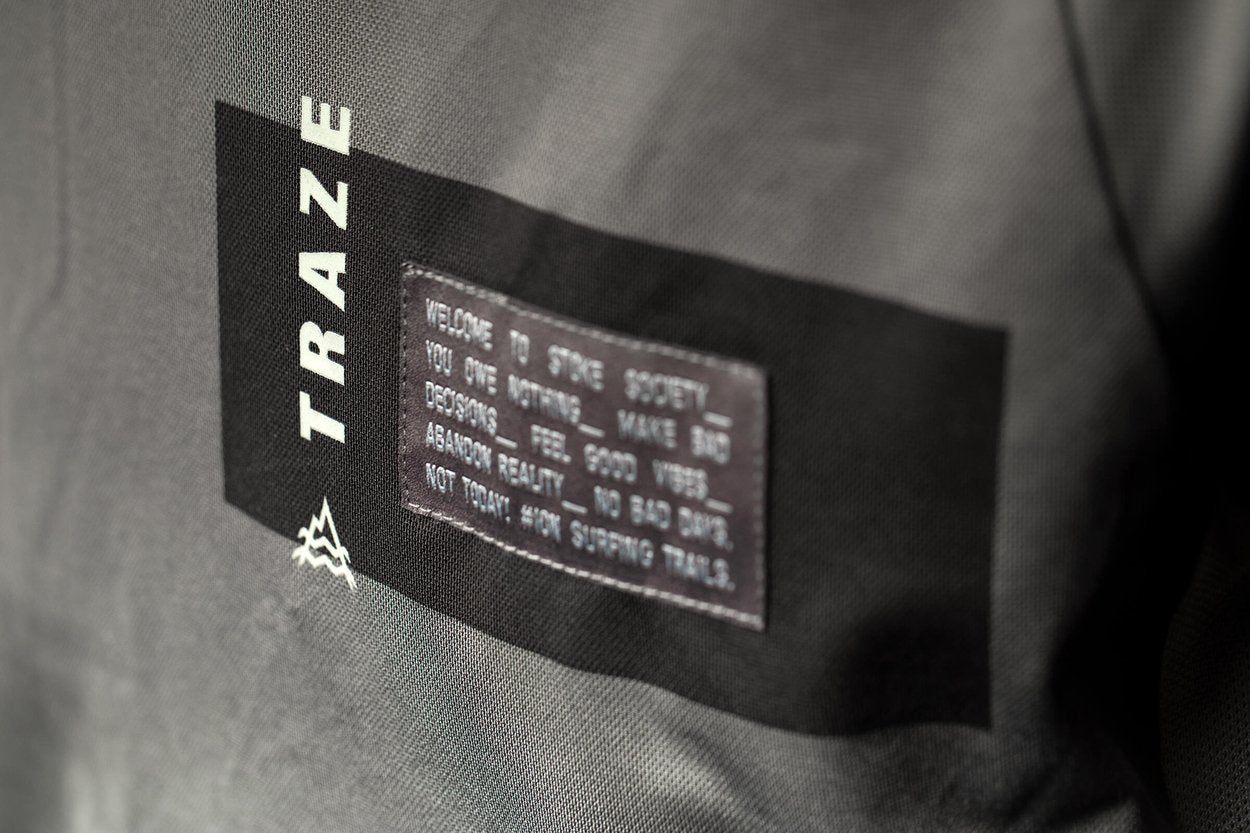 TRAZE
WELCOME TO STOKE SOCIETY_
YOU OWE NOTHING_ MAKE BAD
DECISIONS_ FEEL GOOD VIBES_
ABANDON REALITY_ NO BAD DAYS.
NOT TODAY! #ION SURFING TRAILS.